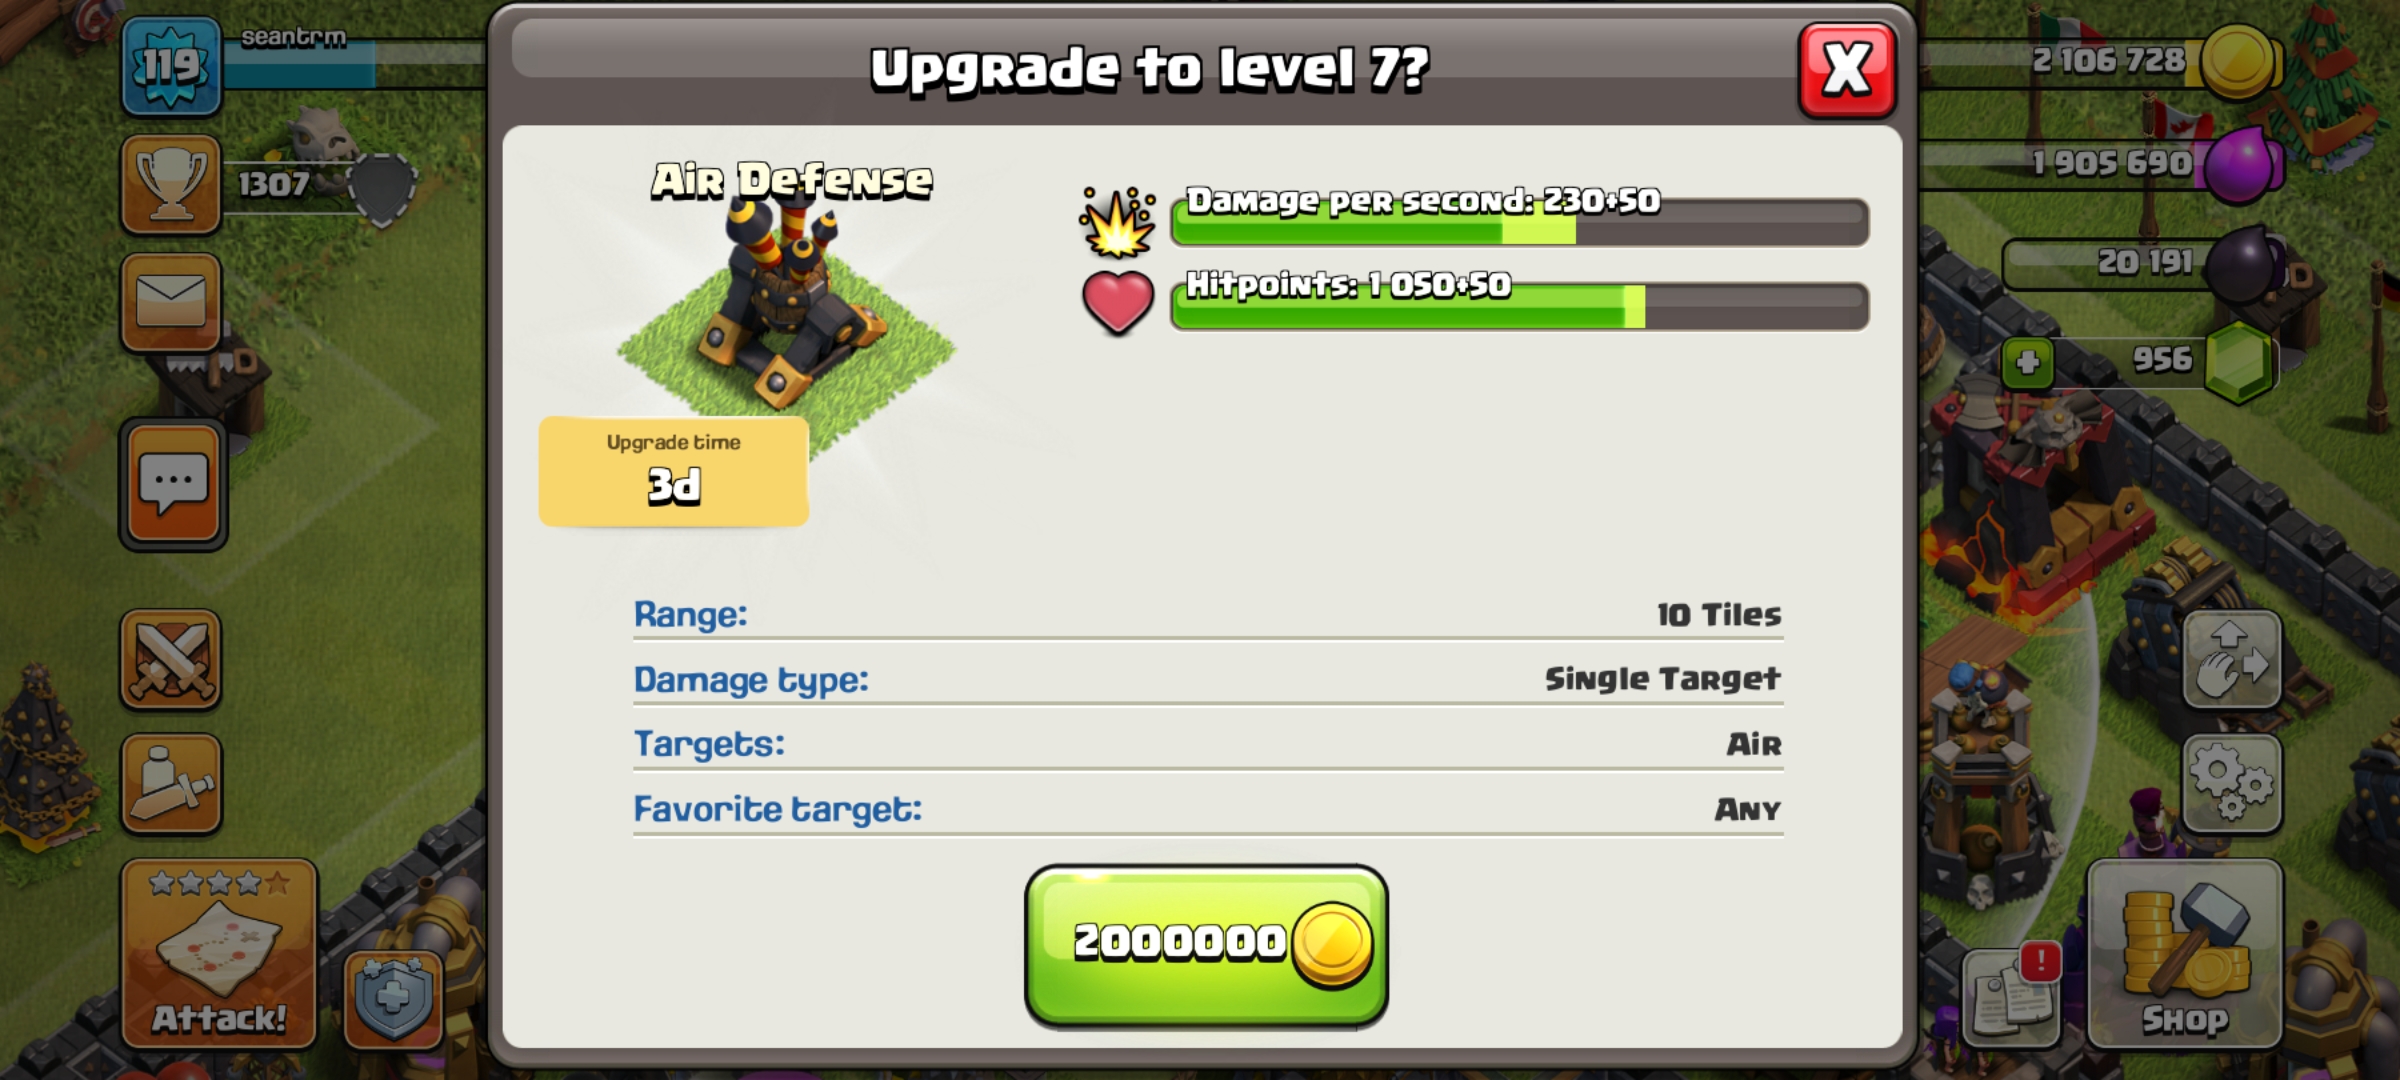 119
seantrm
1307
Attack!
Upgrade to level 7?
X
Air Defense
Upgrade time
3d
Damage per second: 230+50
Hitpoints: 1 050+50
Range: 10 Tiles
Damage type: Single Target
Targets: Air
Favorite target: Any
2000000
2 106 728
1 905 690
20 191
+
956
!
Shop